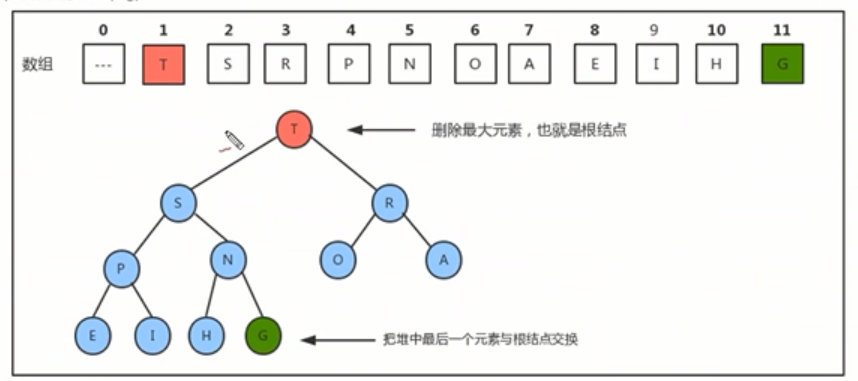 0 1 2 3 4 5 6 7 8 9 10 11
数组 --- T S R P N O A E I H G
T 删除最大元素，也就是根结点
S R
P N O A
E I H G 把堆中最后一个元素与根结点交换